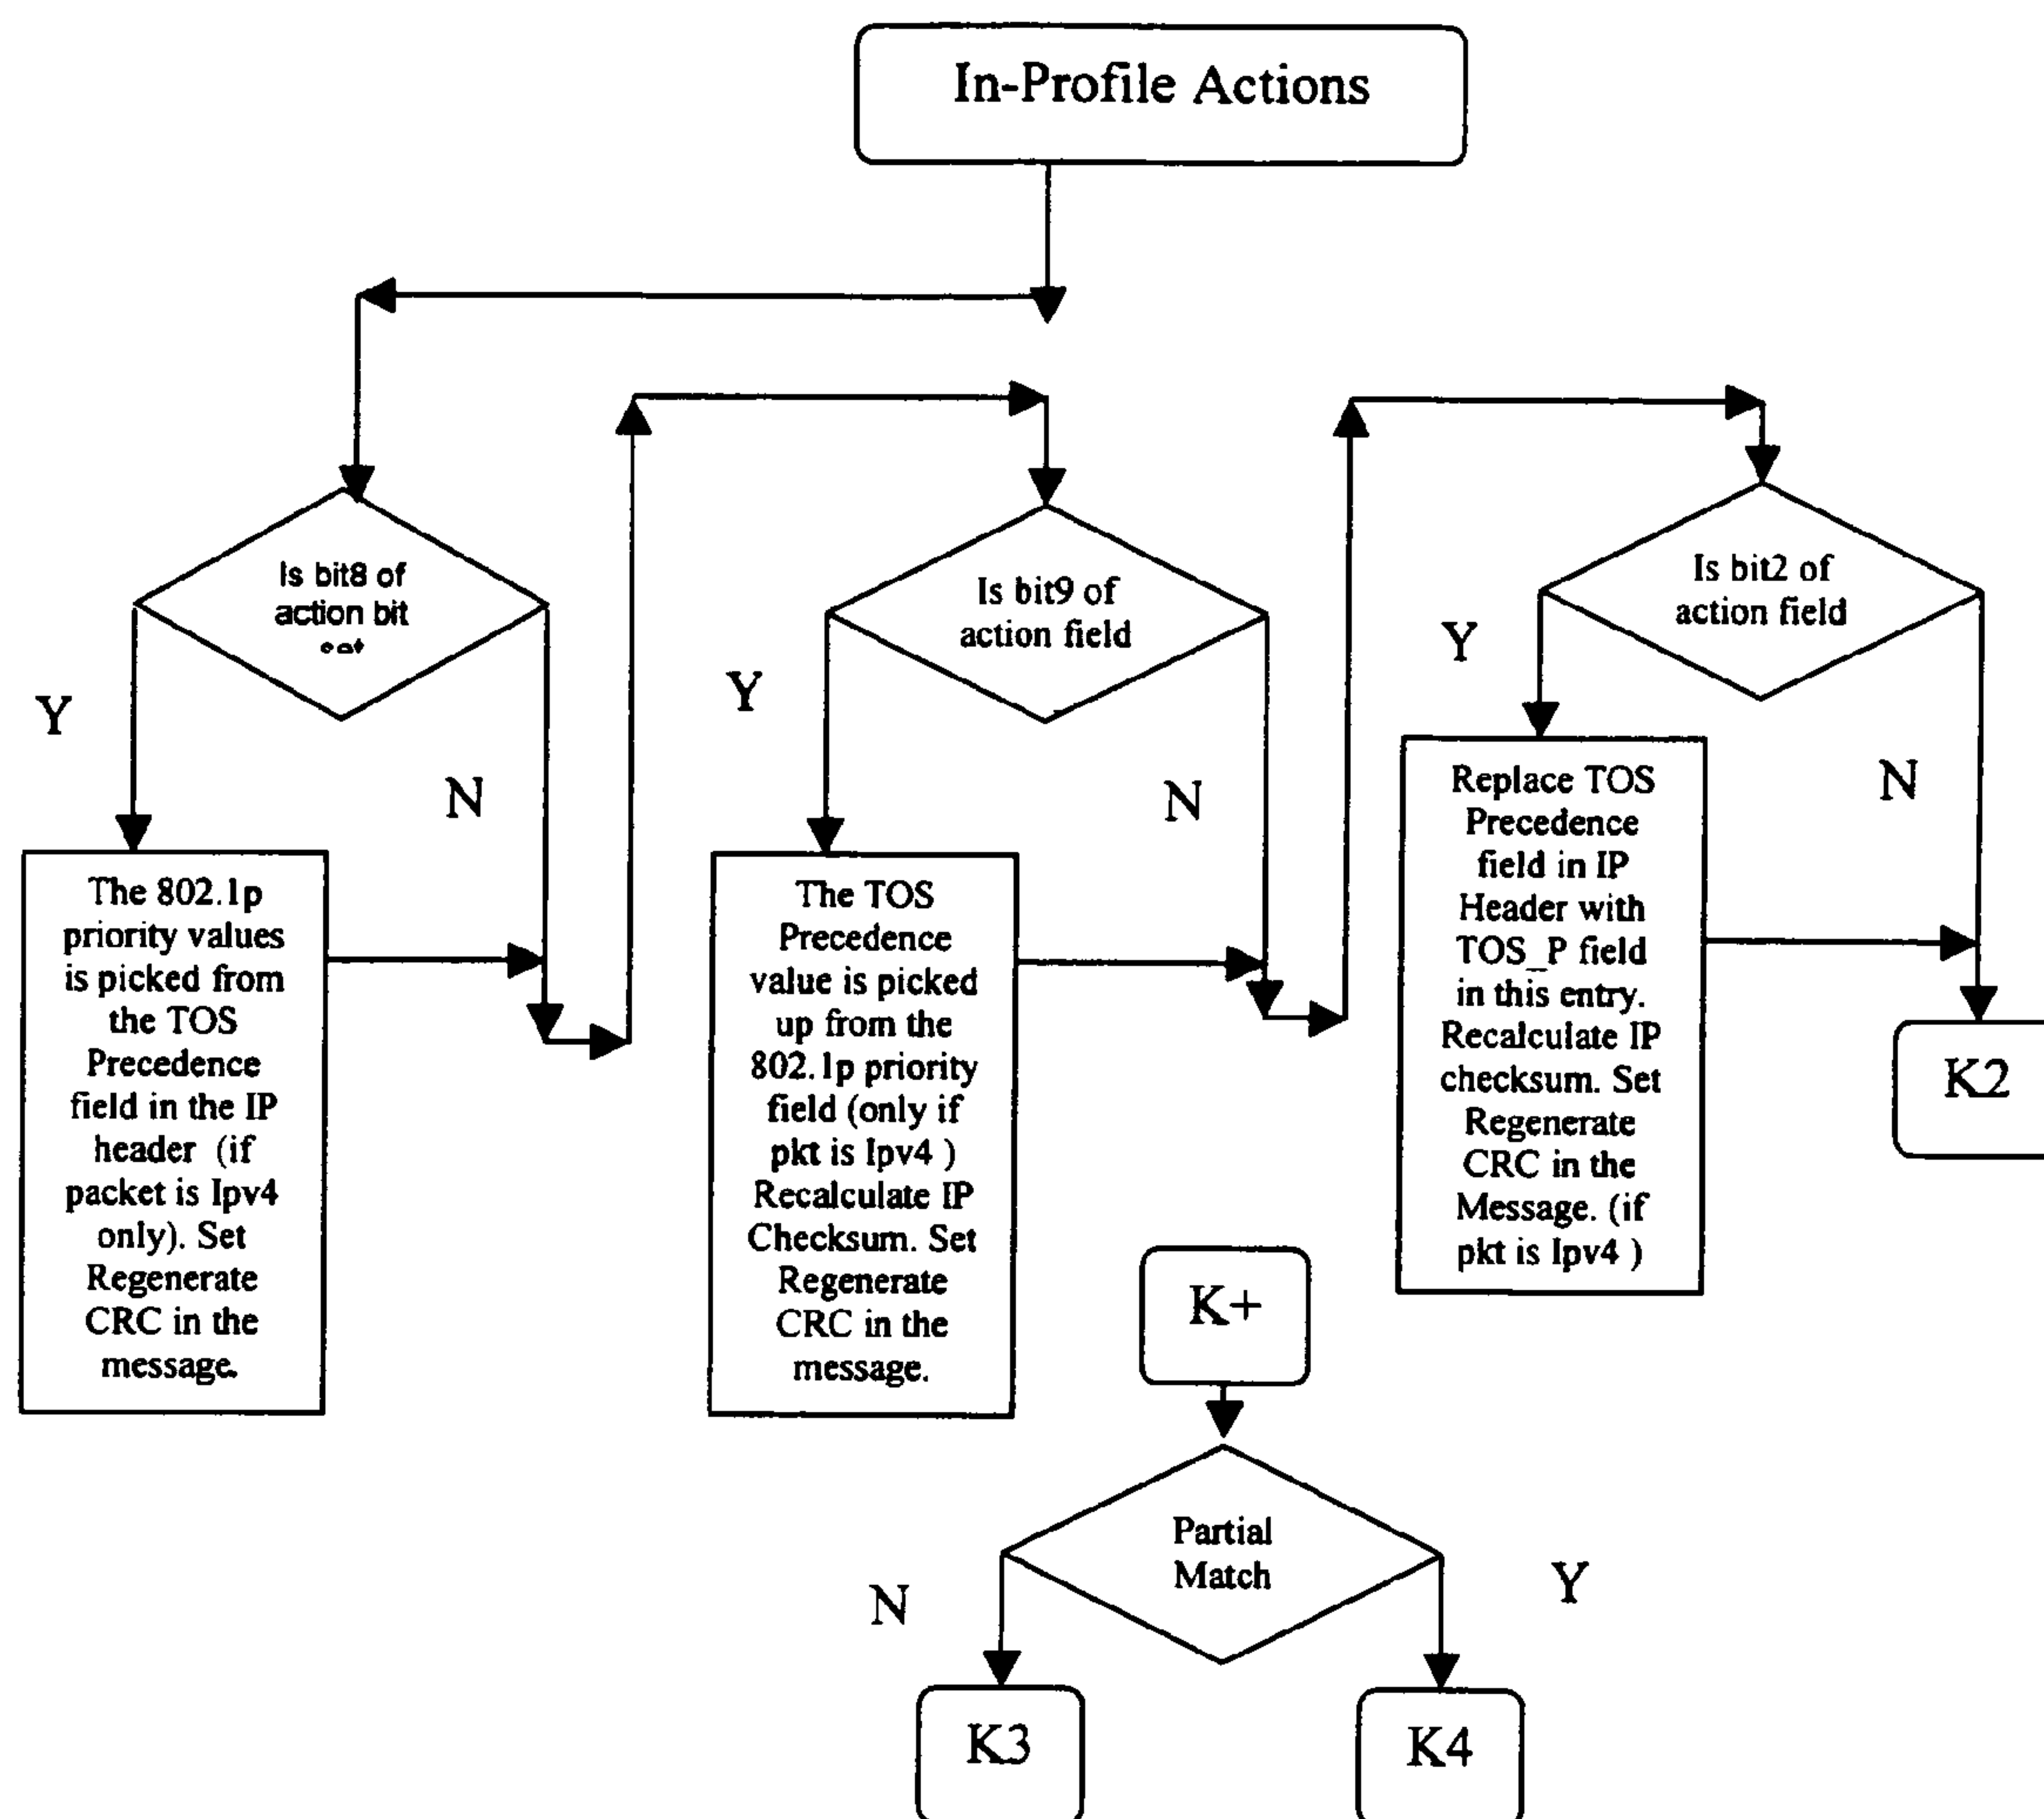 In-Profile Actions
Is bit8 of
action bit
set
Y
N
The 802.1p
priority values
is picked from
the TOS
Precedence
field in the IP
header (if
packet is Ipv4
only). Set
Regenerate
CRC in the
message.
Is bit9 of
action field
Y
N
The TOS
Precedence
value is picked
up from the
802.1p priority
field (only if
pkt is Ipv4 )
Recalculate IP
Checksum. Set
Regenerate
CRC in the
message.
Is bit2 of
action field
Y
N
Replace TOS
Precedence
field in IP
Header with
TOS_P field
in this entry.
Recalculate IP
checksum. Set
Regenerate
CRC in the
Message. (if
pkt is Ipv4 )
K2
K+
Partial
Match
N
Y
K3
K4